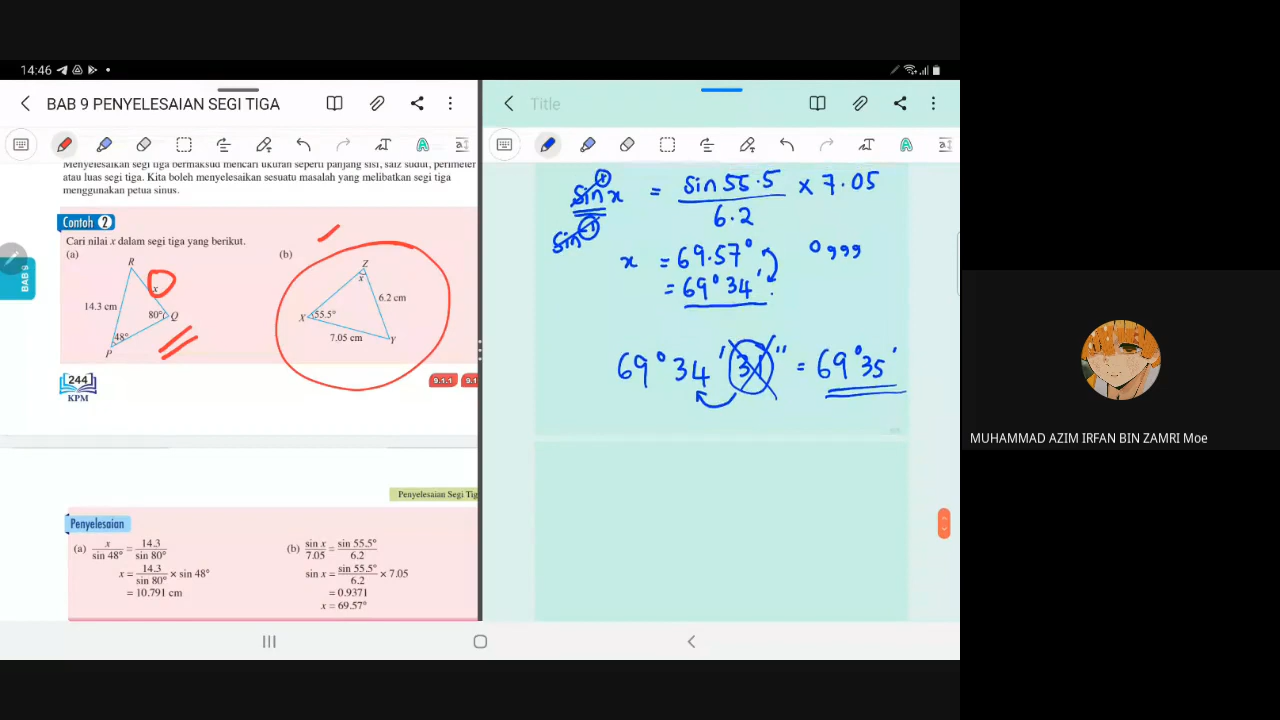 14:46
BAB 9 PENYELESAIAN SEGI TIGA
Menyelesaikan segi tiga bermaksud mencari ukuran seperti panjang sisi, saiz sudut, perimeter
atau luas segi tiga. Kita boleh menyelesaikan sesuatu masalah yang melibatkan segi tiga
menggunakan petua sinus.
Contoh 2
Cari nilai x dalam segi tiga yang berikut.
(a)
R
x
14.3 cm
80° Q
48°
P
(b)
Z
x
6.2 cm
X 55.5°
7.05 cm
Y
BAB 9
244
KPM
9.1.1 9.1
Penyelesaian Segi Tig
Penyelesaian
(a) x/sin 48° = 14.3/sin 80°
x = 14.3/sin 80° × sin 48°
= 10.791 cm
(b) sin x/7.05 = sin 55.5°/6.2
sin x = sin 55.5°/6.2 × 7.05
= 0.9371
x = 69.57°
Title
sin x = sin 55.5/6.2 × 7.05
sin⁻¹
x = 69.57° 0,,,
= 69°34'
69°34'31" = 69°35'
MUHAMMAD AZIM IRFAN BIN ZAMRI Moe